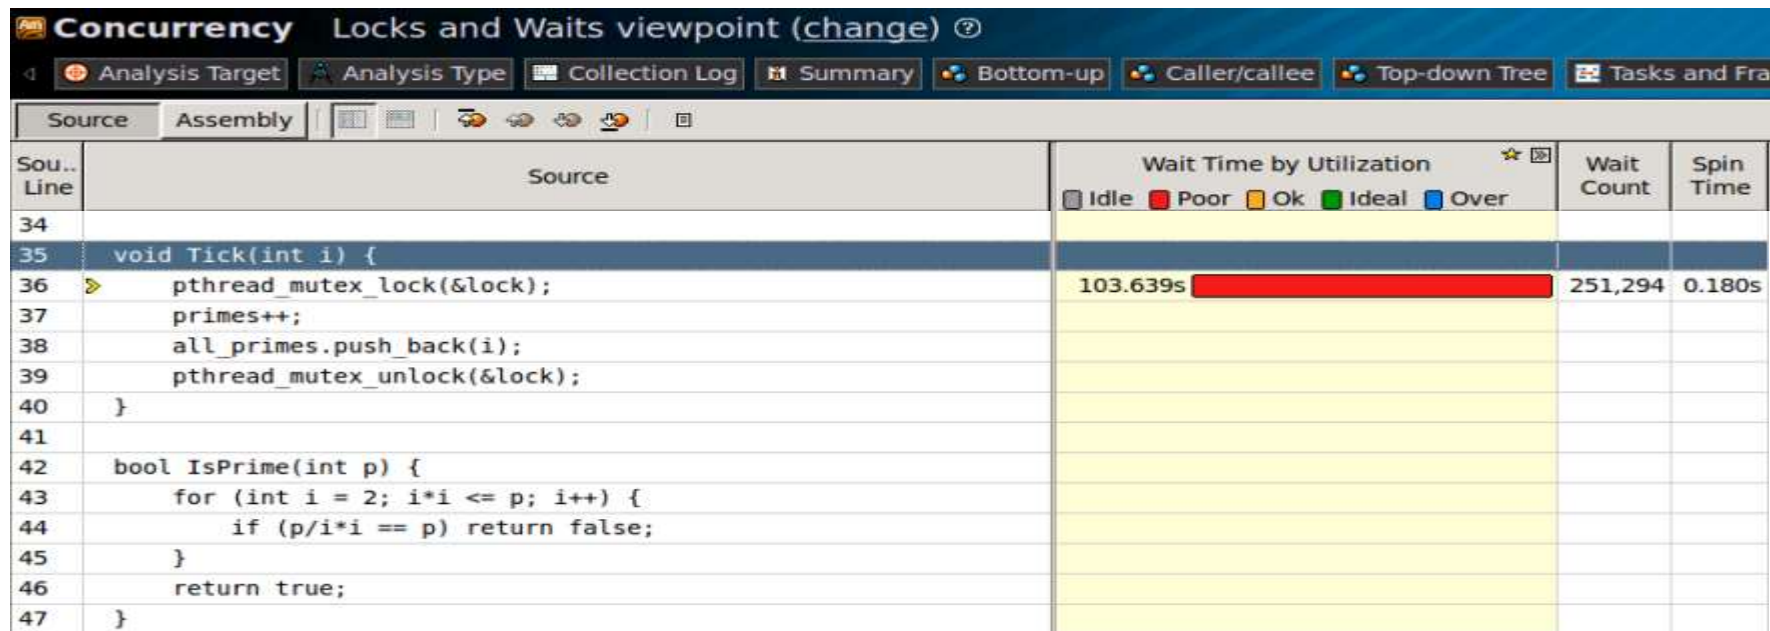 Concurrency Locks and Waits viewpoint (change) ?
Analysis Target Analysis Type Collection Log Summary Bottom-up Caller/callee Top-down Tree Tasks and Fra
Source Assembly
Sou.. Line Source Wait Time by Utilization Wait Count Spin Time
Idle Poor Ok Ideal Over
34
35 void Tick(int i) {
36 pthread_mutex_lock(&lock); 103.639s 251,294 0.180s
37 primes++;
38 all_primes.push_back(i);
39 pthread_mutex_unlock(&lock);
40 }
41
42 bool IsPrime(int p) {
43 for (int i = 2; i*i <= p; i++) {
44 if (p/i*i == p) return false;
45 }
46 return true;
47 }